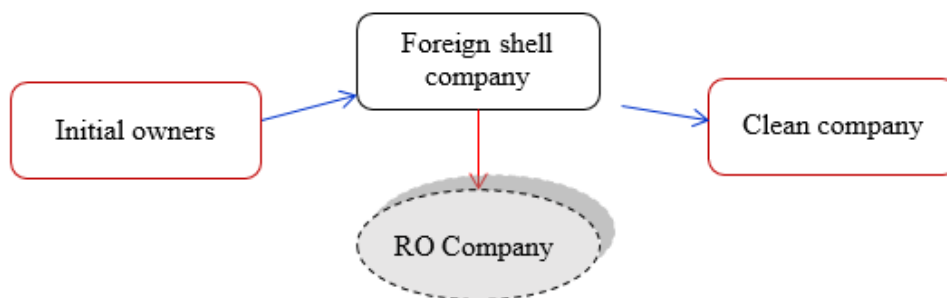 Foreign shell
company
Initial owners
Clean company
RO Company